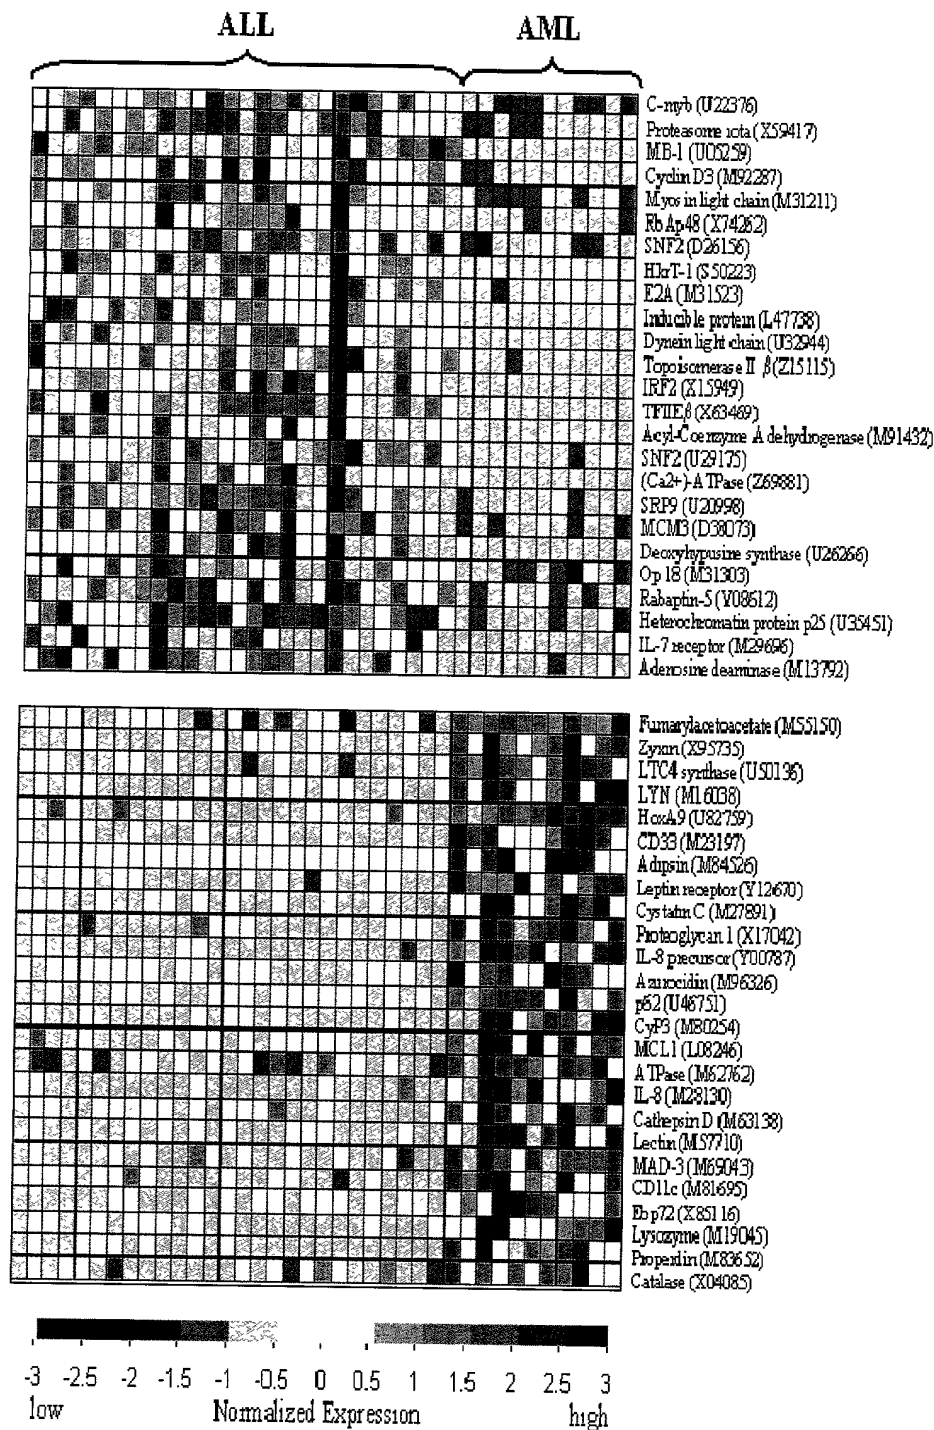 ALL AML
C-myb (U22376)
Proteasome iota (X59417)
MB-1 (U05259)
Cyclin D3 (M92287)
Myosin light chain (M31211)
RbAp48 (X74262)
SNF2 (D26156)
HkrT-1 (S50223)
E2A (M31523)
Inducible protein (L47738)
Dynein light chain (U32944)
Topoisomerase II β (Z15115)
IRF2 (X15949)
TFIIEβ (X63469)
Acyl-Coenzyme A dehydrogenase (M91432)
SNF2 (U29175)
(Ca2+)-ATPase (Z69881)
SRP9 (U20998)
MCM3 (D38073)
Deoxyhypusine synthase (U26266)
Op 18 (M31303)
Rabaptin-5 (Y08612)
Heterochromatin protein p25 (U35451)
IL-7 receptor (M29696)
Adenosine deaminase (M13792)
Fumarylacetoacetate (M55150)
Zyxin (X95735)
LTC4 synthase (U50136)
LYN (M16038)
HoxA9 (U82759)
CD33 (M23197)
Adipsin (M84526)
Leptin receptor (Y12670)
Cystatin C (M27891)
Proteoglycan 1 (X17042)
IL-8 precursor (Y00787)
Azurocidin (M96326)
p62 (U46751)
CyP3 (M80254)
MCL1 (L08246)
ATPase (M62762)
IL-8 (M28130)
Cathepsin D (M63138)
Lectin (M57710)
MAD-3 (M69043)
CD11c (M81695)
Ebp72 (X85116)
Lysozyme (M19045)
Properdin (M83652)
Catalase (X04085)
-3 -2.5 -2 -1.5 -1 -0.5 0 0.5 1 1.5 2 2.5 3
low Normalized Expression high